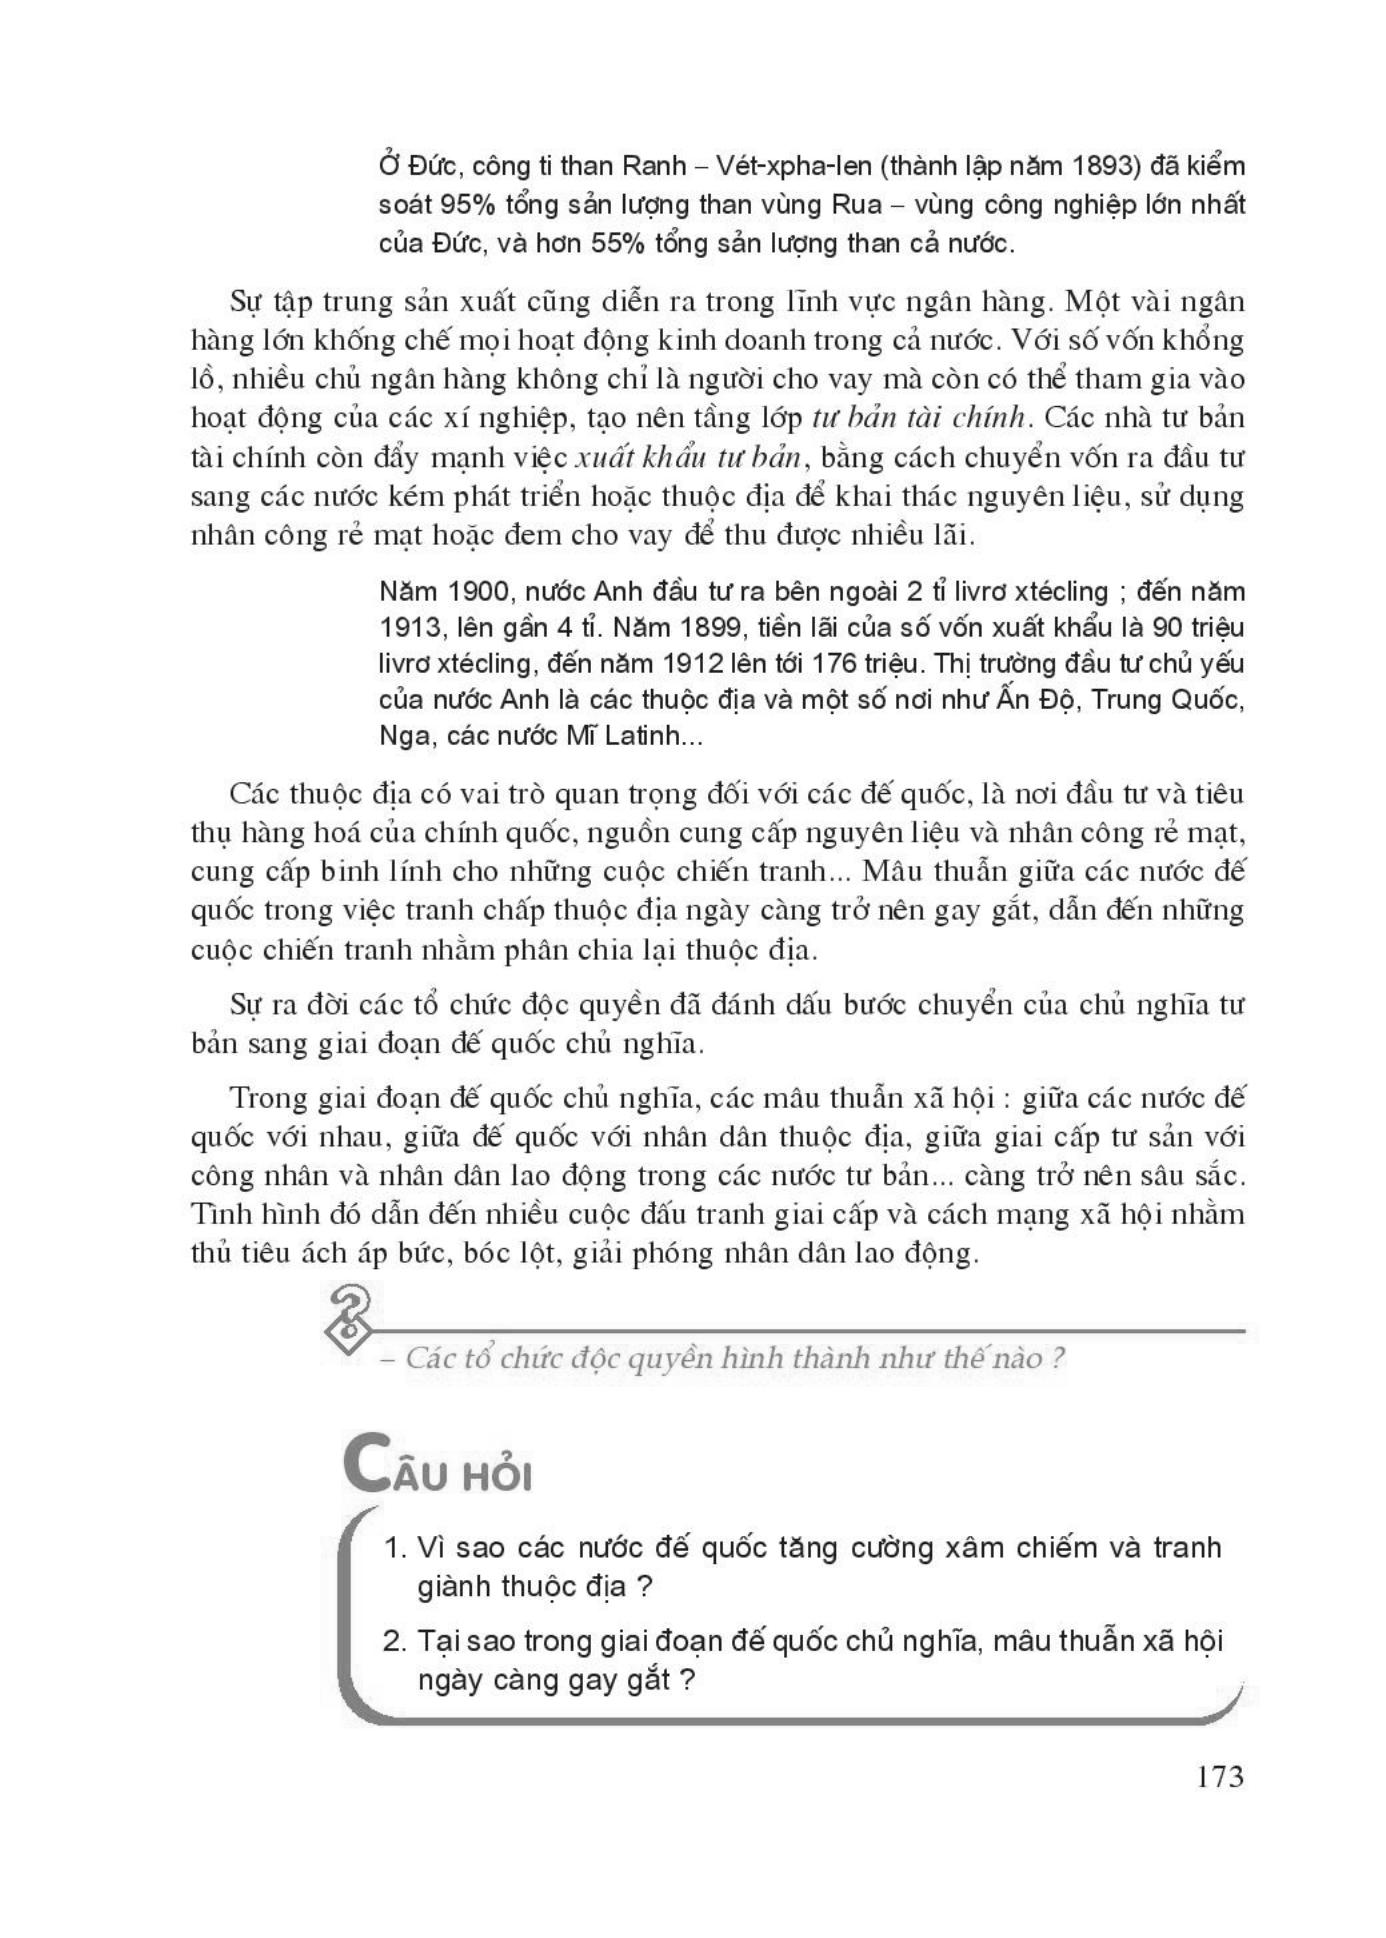 Ở Đức, công ti than Ranh – Vét-xpha-len (thành lập năm 1893) đã kiểm
soát 95% tổng sản lượng than vùng Rua – vùng công nghiệp lớn nhất
của Đức, và hơn 55% tổng sản lượng than cả nước.
Sự tập trung sản xuất cũng diễn ra trong lĩnh vực ngân hàng. Một vài ngân
hàng lớn khống chế mọi hoạt động kinh doanh trong cả nước. Với số vốn khổng
lồ, nhiều chủ ngân hàng không chỉ là người cho vay mà còn có thể tham gia vào
hoạt động của các xí nghiệp, tạo nên tầng lớp tư bản tài chính. Các nhà tư bản
tài chính còn đẩy mạnh việc xuất khẩu tư bản, bằng cách chuyển vốn ra đầu tư
sang các nước kém phát triển hoặc thuộc địa để khai thác nguyên liệu, sử dụng
nhân công rẻ mạt hoặc đem cho vay để thu được nhiều lãi.
Năm 1900, nước Anh đầu tư ra bên ngoài 2 tỉ livrơ xtécling ; đến năm
1913, lên gần 4 tỉ. Năm 1899, tiền lãi của số vốn xuất khẩu là 90 triệu
livrơ xtécling, đến năm 1912 lên tới 176 triệu. Thị trường đầu tư chủ yếu
của nước Anh là các thuộc địa và một số nơi như Ấn Độ, Trung Quốc,
Nga, các nước Mĩ Latinh...
Các thuộc địa có vai trò quan trọng đối với các đế quốc, là nơi đầu tư và tiêu
thụ hàng hoá của chính quốc, nguồn cung cấp nguyên liệu và nhân công rẻ mạt,
cung cấp binh lính cho những cuộc chiến tranh... Mâu thuẫn giữa các nước đế
quốc trong việc tranh chấp thuộc địa ngày càng trở nên gay gắt, dẫn đến những
cuộc chiến tranh nhằm phân chia lại thuộc địa.
Sự ra đời các tổ chức độc quyền đã đánh dấu bước chuyển của chủ nghĩa tư
bản sang giai đoạn đế quốc chủ nghĩa.
Trong giai đoạn đế quốc chủ nghĩa, các mâu thuẫn xã hội : giữa các nước đế
quốc với nhau, giữa đế quốc với nhân dân thuộc địa, giữa giai cấp tư sản với
công nhân và nhân dân lao động trong các nước tư bản... càng trở nên sâu sắc.
Tình hình đó dẫn đến nhiều cuộc đấu tranh giai cấp và cách mạng xã hội nhằm
thủ tiêu ách áp bức, bóc lột, giải phóng nhân dân lao động.
?
– Các tổ chức độc quyền hình thành như thế nào ?
CÂU HỎI
1. Vì sao các nước đế quốc tăng cường xâm chiếm và tranh
giành thuộc địa ?
2. Tại sao trong giai đoạn đế quốc chủ nghĩa, mâu thuẫn xã hội
ngày càng gay gắt ?
173